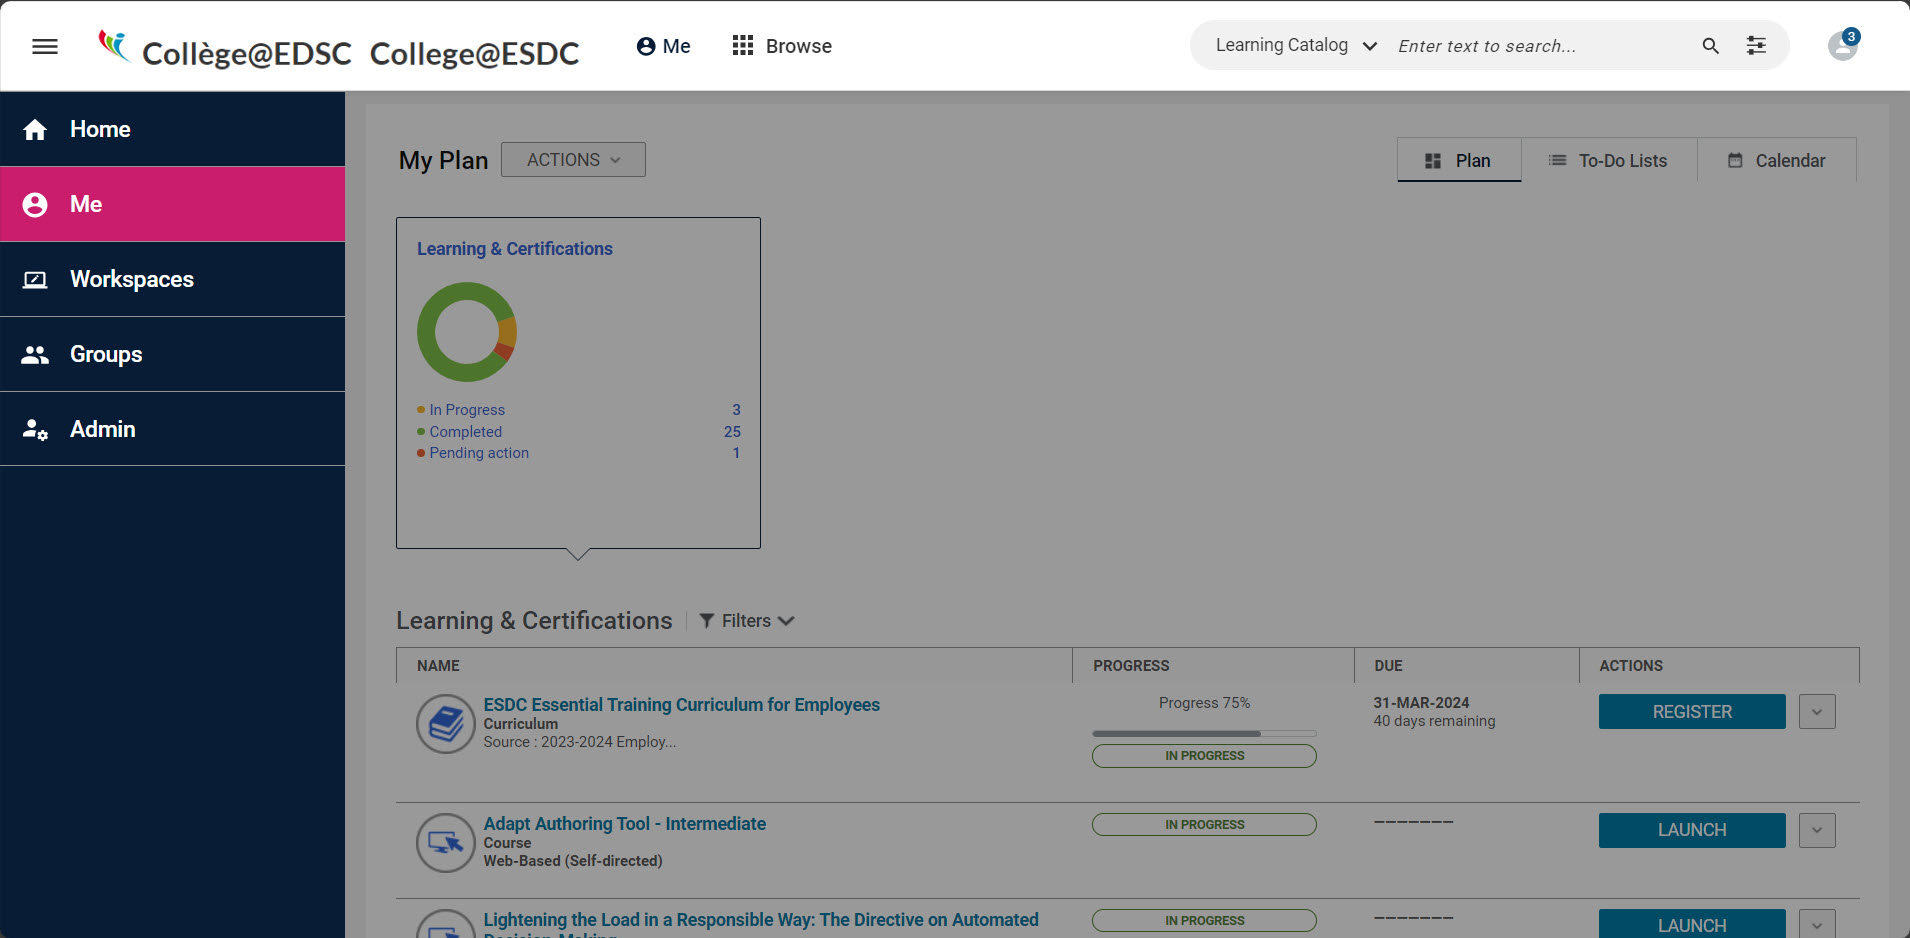 Collège@EDSC College@ESDC
Me
Browse
Learning Catalog
Enter text to search...
3
Home
Me
Workspaces
Groups
Admin
My Plan
ACTIONS
Plan
To-Do Lists
Calendar
Learning & Certifications
In Progress 3
Completed 25
Pending action 1
Learning & Certifications
Filters
NAME PROGRESS DUE ACTIONS
ESDC Essential Training Curriculum for Employees
Curriculum
Source : 2023-2024 Employ...
Progress 75%
IN PROGRESS
31-MAR-2024
40 days remaining
REGISTER
Adapt Authoring Tool - Intermediate
Course
Web-Based (Self-directed)
IN PROGRESS
–––––––
LAUNCH
Lightening the Load in a Responsible Way: The Directive on Automated
Decision-Making
IN PROGRESS
–––––––
LAUNCH